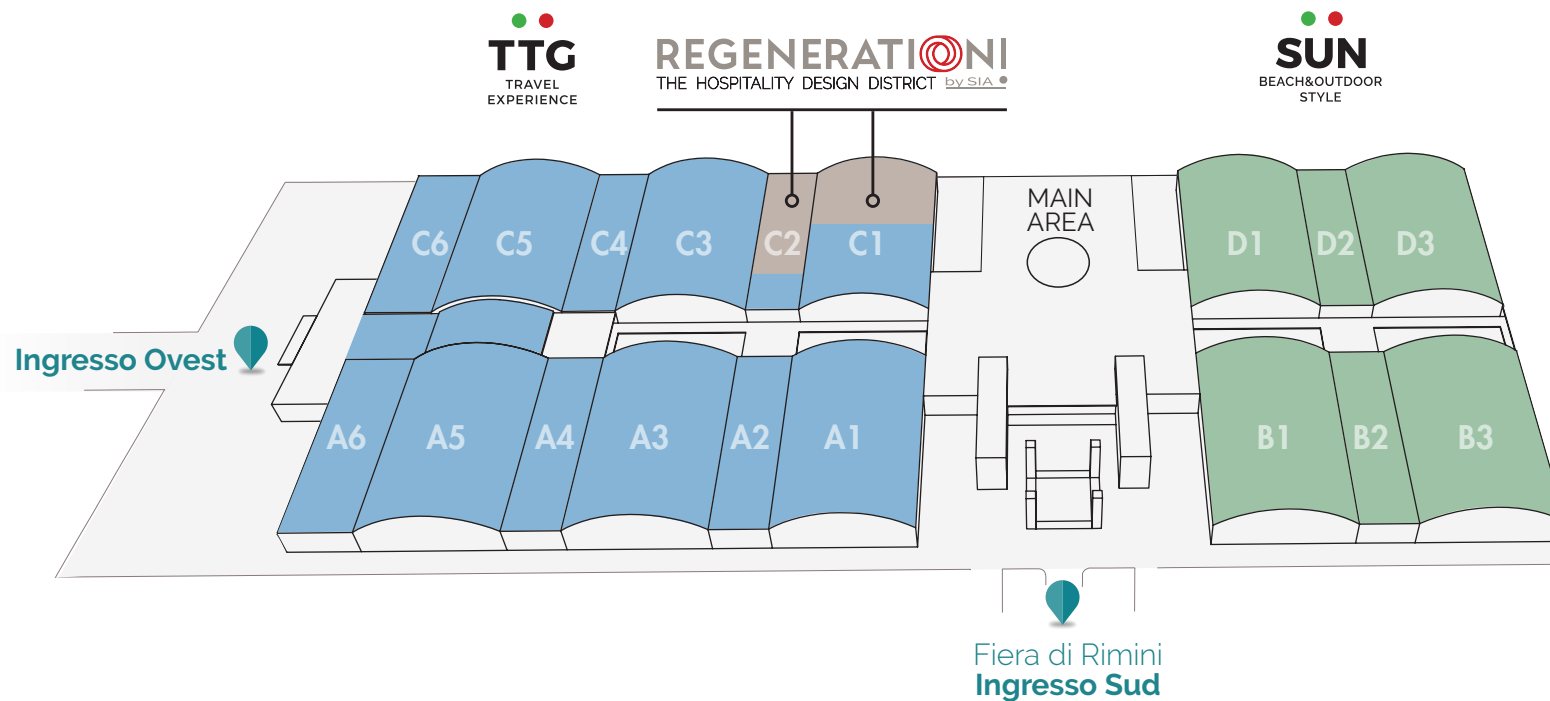 TTG
TRAVEL
EXPERIENCE
REGENERATIONI
THE HOSPITALITY DESIGN DISTRICT by SIA
SUN
BEACH&OUTDOOR
STYLE
MAIN
AREA
C6 C5 C4 C3 C2 C1 D1 D2 D3
Ingresso Ovest
A6 A5 A4 A3 A2 A1 B1 B2 B3
Fiera di Rimini
Ingresso Sud